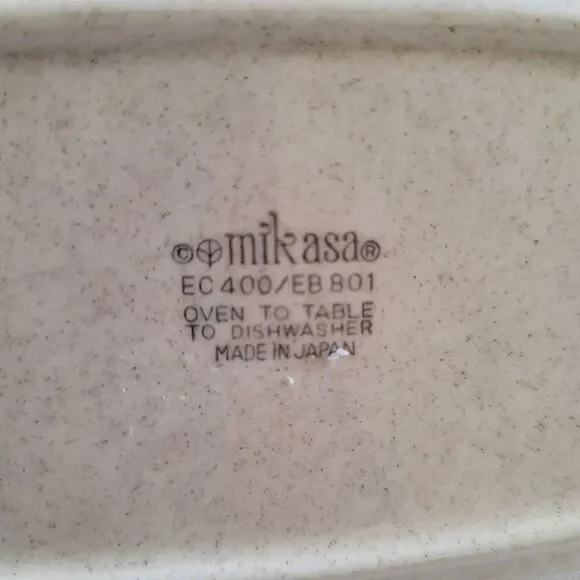 ©mikasa®
EC400/EB801
OVEN TO TABLE
TO DISHWASHER
MADE IN JAPAN